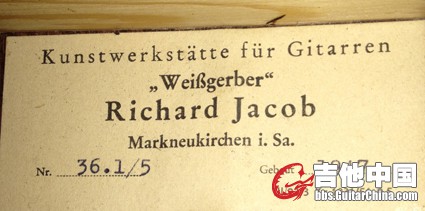 Kunstwerkstätte für Gitarren
„Weißgerber“
Richard Jacob
Markneukirchen i. Sa.
Nr. 36.1/5
吉他中国
bbs.GuitarChina.com